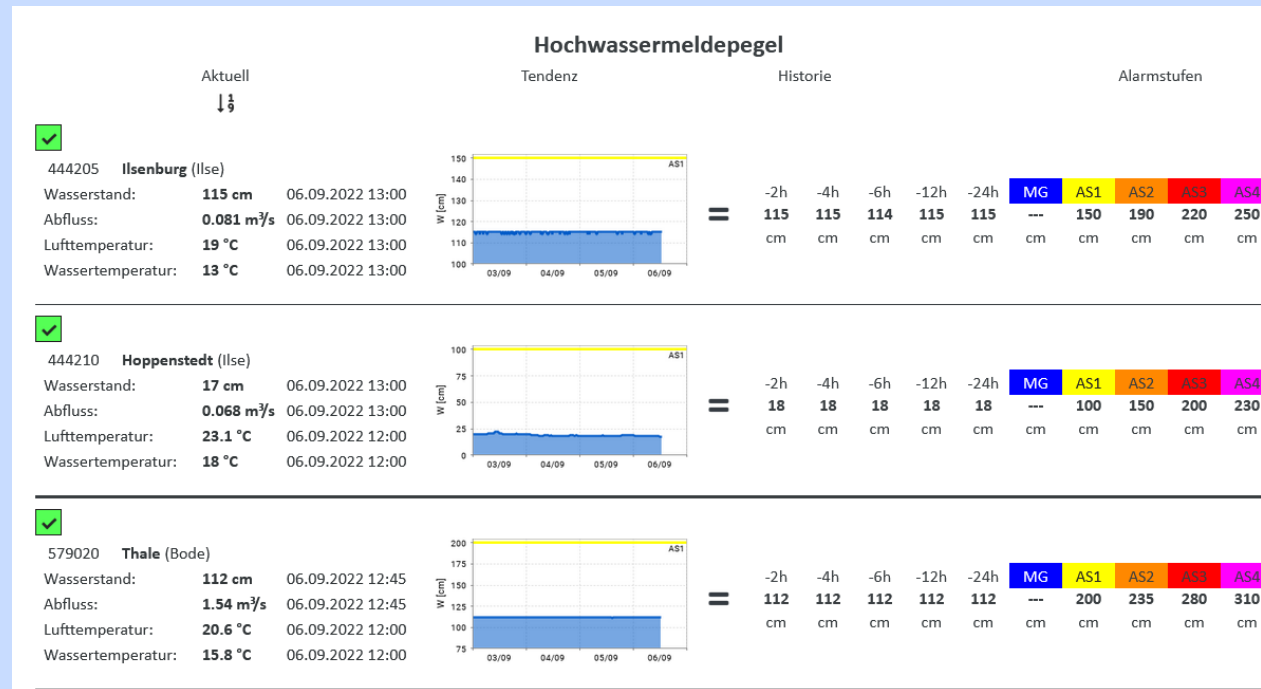 Hochwassermeldepegel
Aktuell Tendenz Historie Alarmstufen
↓1 9
444205 Ilsenburg (Ilse)
Wasserstand: 115 cm 06.09.2022 13:00
Abfluss: 0.081 m³/s 06.09.2022 13:00
Lufttemperatur: 19 °C 06.09.2022 13:00
Wassertemperatur: 13 °C 06.09.2022 13:00
W [cm]
150
140
130
120
110
100
AS1
03/09 04/09 05/09 06/09
=
-2h -4h -6h -12h -24h MG AS1 AS2 AS3 AS4
115 115 114 115 115 --- 150 190 220 250
cm cm cm cm cm cm cm cm cm cm
444210 Hoppenstedt (Ilse)
Wasserstand: 17 cm 06.09.2022 13:00
Abfluss: 0.068 m³/s 06.09.2022 13:00
Lufttemperatur: 23.1 °C 06.09.2022 12:00
Wassertemperatur: 18 °C 06.09.2022 12:00
W [cm]
100
75
50
25
0
AS1
03/09 04/09 05/09 06/09
=
-2h -4h -6h -12h -24h MG AS1 AS2 AS3 AS4
18 18 18 18 18 --- 100 150 200 230
cm cm cm cm cm cm cm cm cm cm
579020 Thale (Bode)
Wasserstand: 112 cm 06.09.2022 12:45
Abfluss: 1.54 m³/s 06.09.2022 12:45
Lufttemperatur: 20.6 °C 06.09.2022 12:00
Wassertemperatur: 15.8 °C 06.09.2022 12:00
W [cm]
200
175
150
125
100
75
AS1
03/09 04/09 05/09 06/09
=
-2h -4h -6h -12h -24h MG AS1 AS2 AS3 AS4
112 112 112 112 112 --- 200 235 280 310
cm cm cm cm cm cm cm cm cm cm